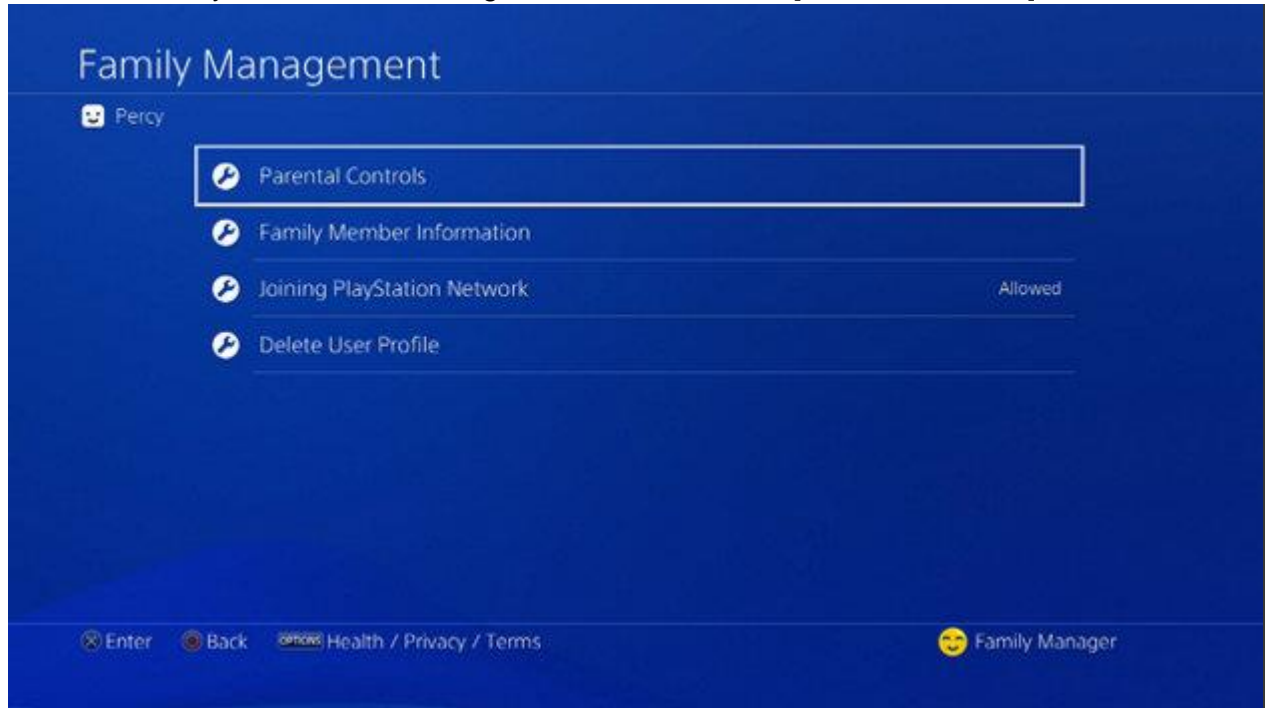 Family Management
Percy
Parental Controls
Family Member Information
Joining PlayStation Network Allowed
Delete User Profile
Enter Back OPTIONS Health / Privacy / Terms Family Manager